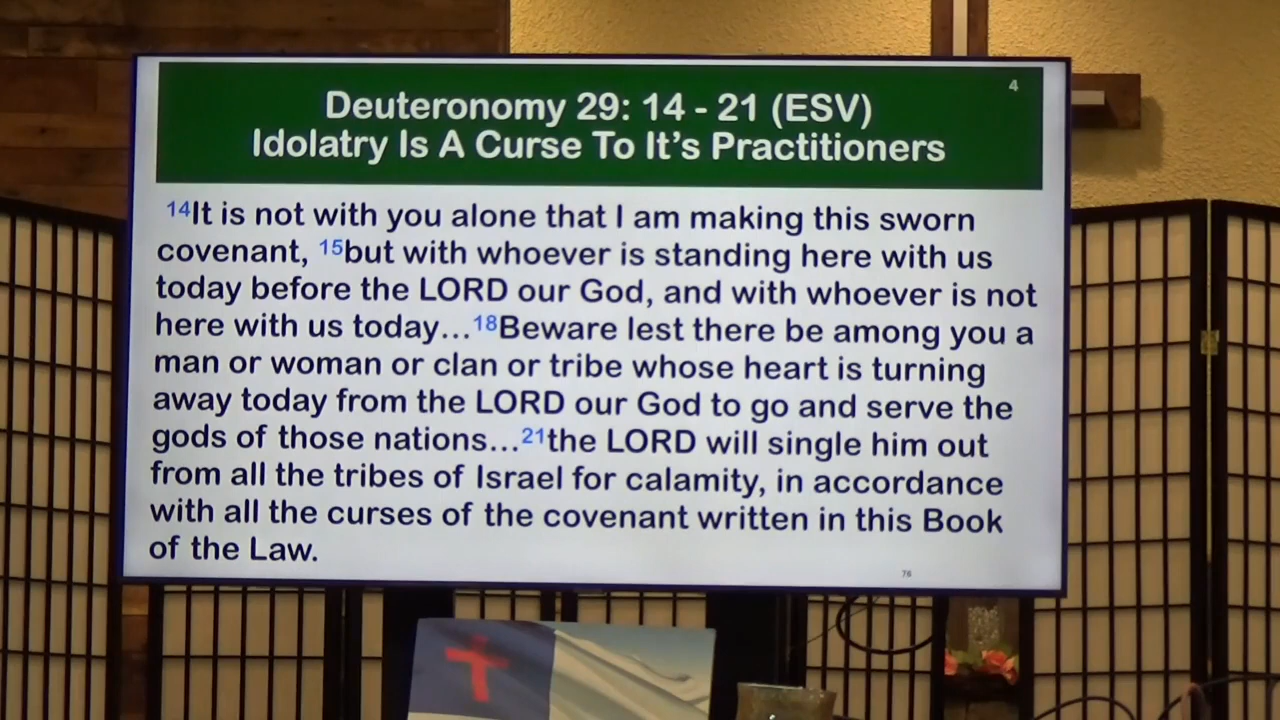 4
Deuteronomy 29: 14 - 21 (ESV)
Idolatry Is A Curse To It's Practitioners
14It is not with you alone that I am making this sworn
covenant, 15but with whoever is standing here with us
today before the LORD our God, and with whoever is not
here with us today...18Beware lest there be among you a
man or woman or clan or tribe whose heart is turning
away today from the LORD our God to go and serve the
gods of those nations...21the LORD will single him out
from all the tribes of Israel for calamity, in accordance
with all the curses of the covenant written in this Book
of the Law.
76